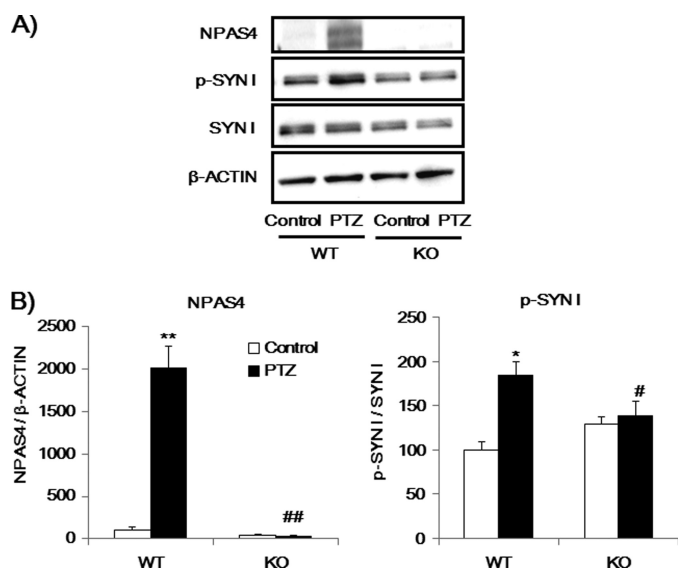 A)
NPAS4
p-SYN I
SYN I
β-ACTIN
Control PTZ Control PTZ
WT KO
B)
NPAS4
NPAS4/β-ACTIN
2500
2000
1500
1000
500
0
**
##
Control
PTZ
WT KO
p-SYN I
p-SYN I / SYN I
250
200
150
100
50
0
*
#
WT KO